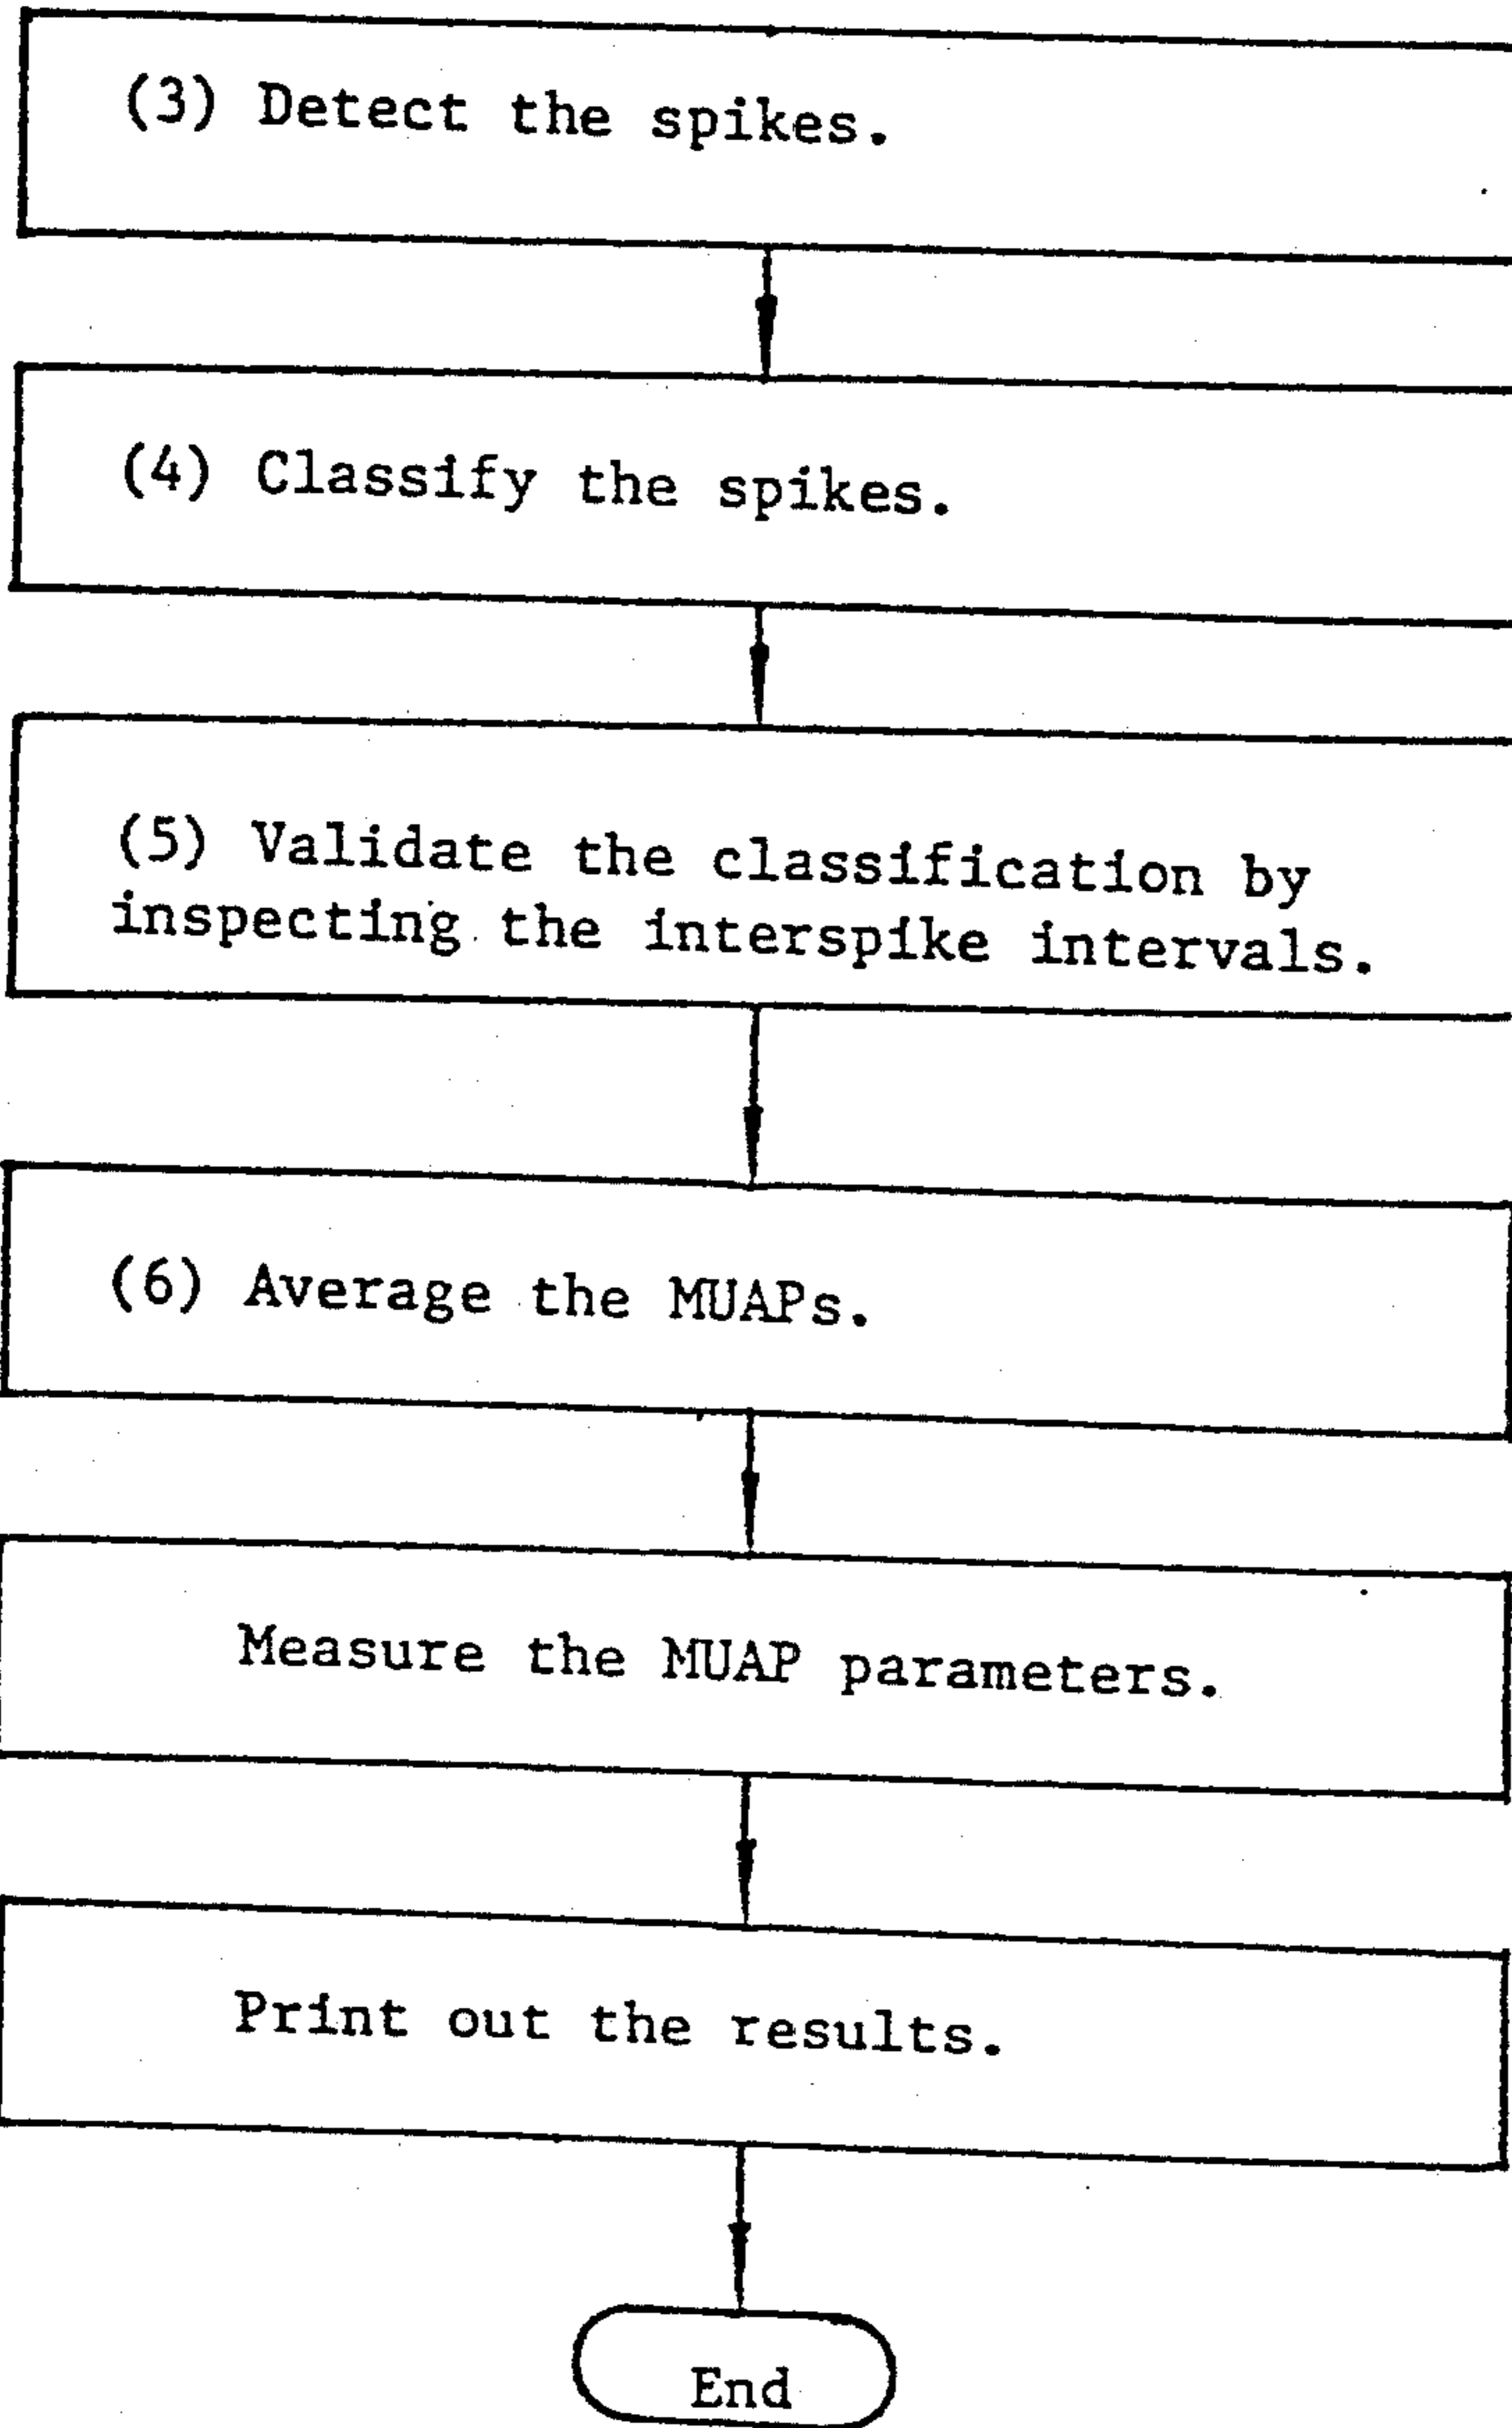 (3) Detect the spikes.
(4) Classify the spikes.
(5) Validate the classification by
inspecting the interspike intervals.
(6) Average the MUAPs.
Measure the MUAP parameters.
Print out the results.
End